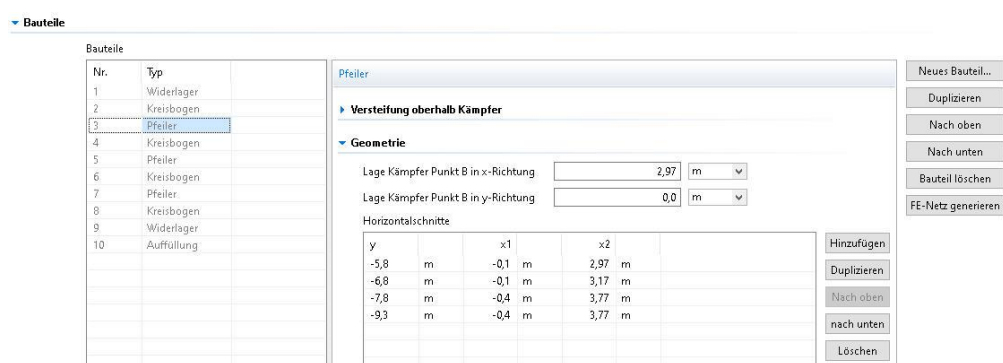 Bauteile
Bauteile
Nr. Typ
1 Widerlager
2 Kreisbogen
3 Pfeiler
4 Kreisbogen
5 Pfeiler
6 Kreisbogen
7 Pfeiler
8 Kreisbogen
9 Widerlager
10 Auffüllung
Pfeiler
Versteifung oberhalb Kämpfer
Geometrie
Lage Kämpfer Punkt B in x-Richtung 2,97 m
Lage Kämpfer Punkt B in y-Richtung 0,0 m
Horizontalschnitte
y x1 x2
-5,8 m -0,1 m 2,97 m
-6,8 m -0,1 m 3,17 m
-7,8 m -0,4 m 3,77 m
-9,3 m -0,4 m 3,77 m
Hinzufügen
Duplizieren
Nach oben
nach unten
Löschen
Neues Bauteil...
Duplizieren
Nach oben
Nach unten
Bauteil löschen
FE-Netz generieren